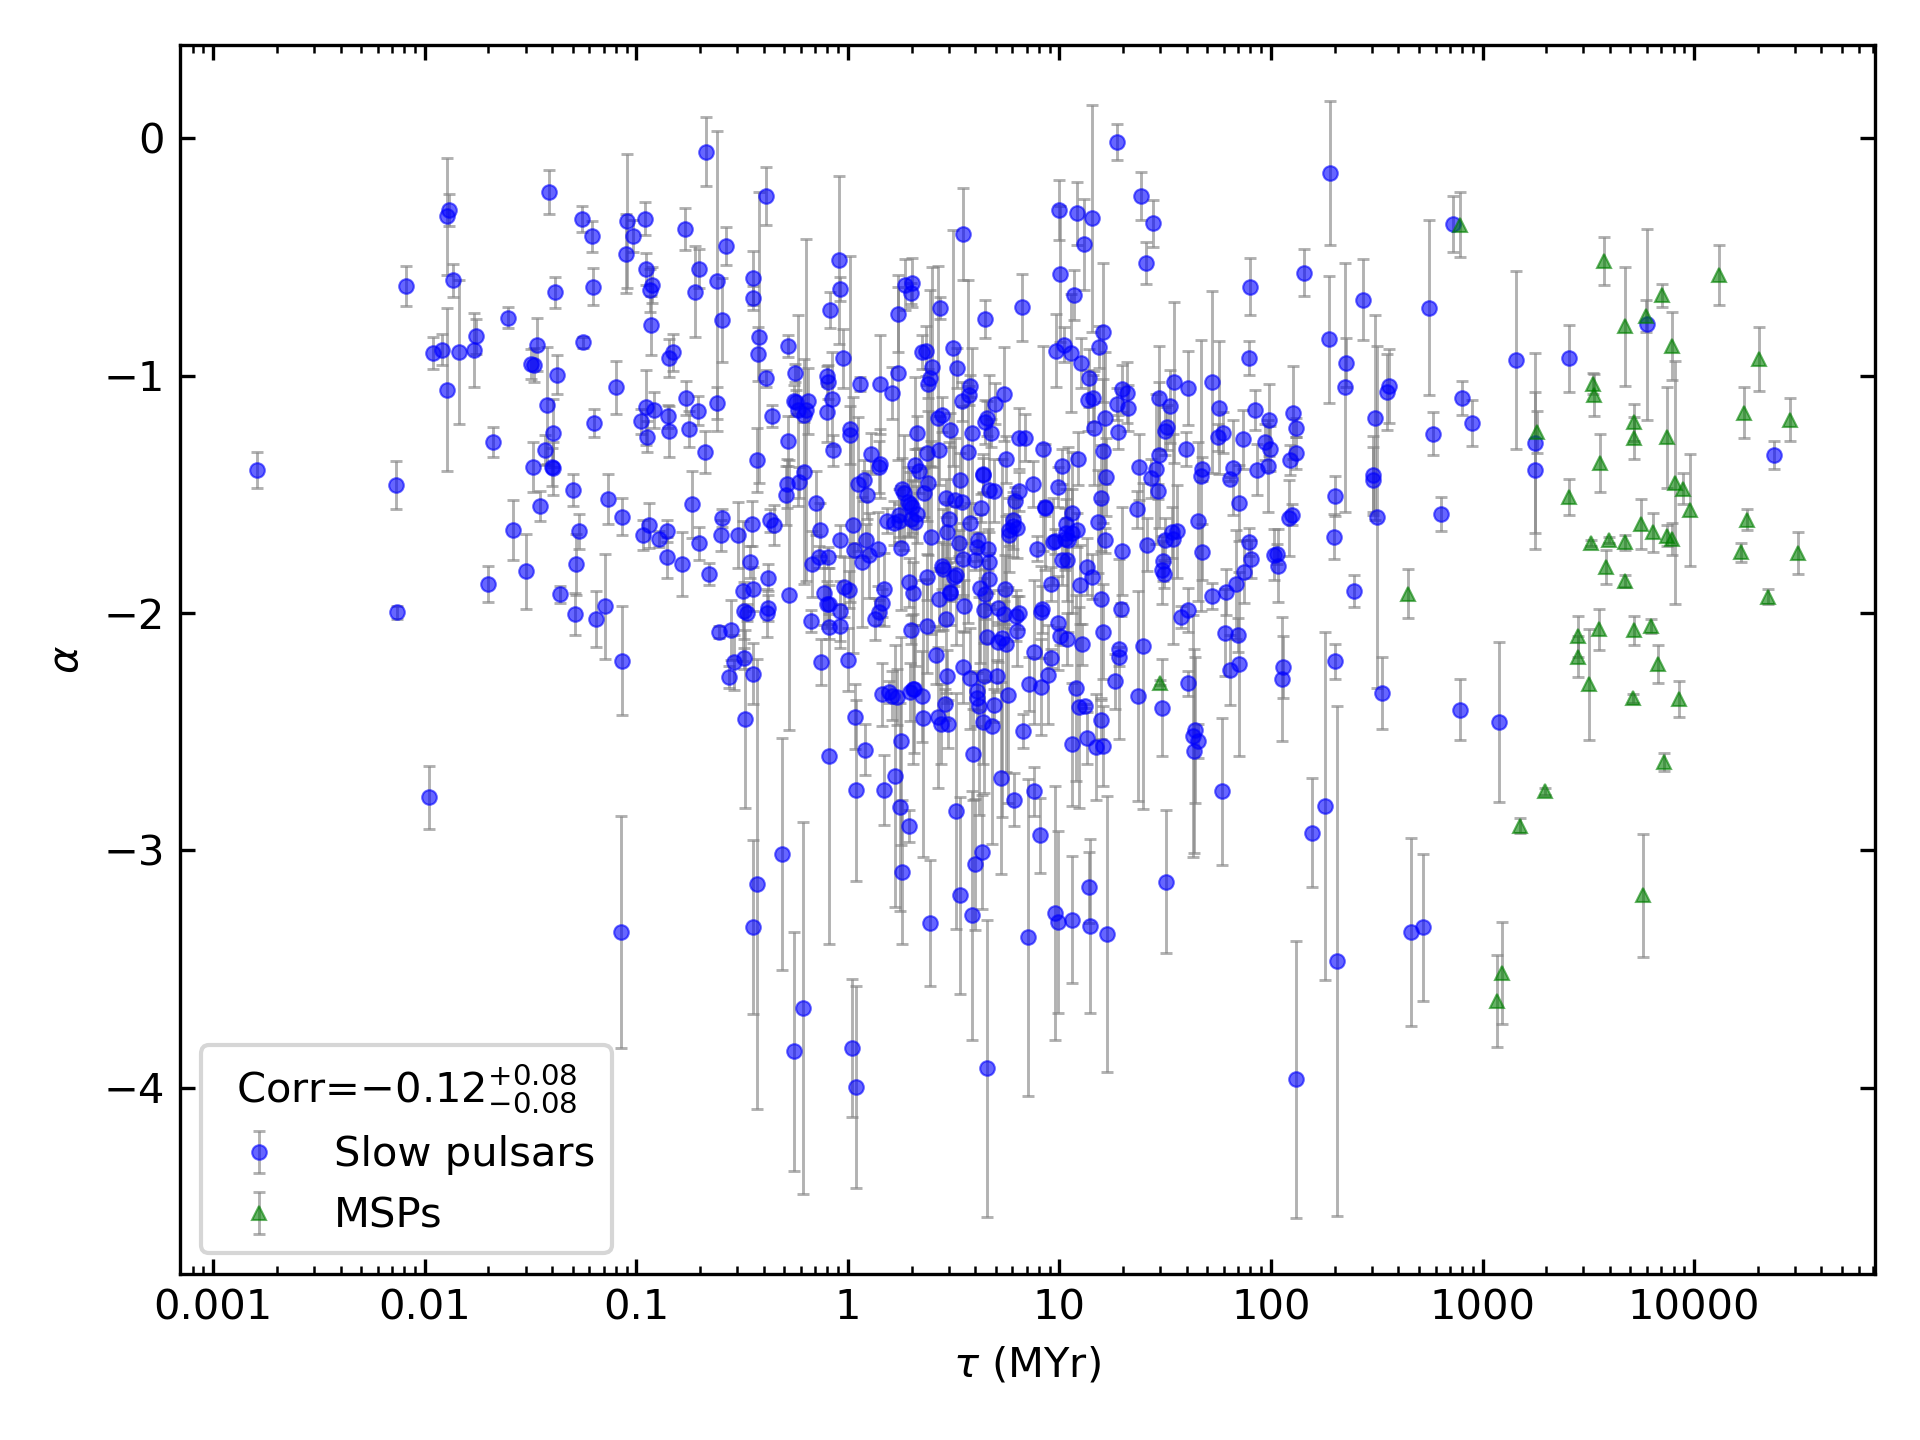 0
−1
−2
−3
−4
α
Corr=−0.12 +0.08 −0.08
Slow pulsars
MSPs
0.001 0.01 0.1 1 10 100 1000 10000
τ (MYr)